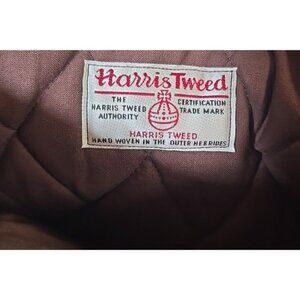 Harris Tweed
THE CERTIFICATION
HARRIS TWEED TRADE MARK
AUTHORITY
HARRIS TWEED
HAND WOVEN IN THE OUTER HEBRIDES